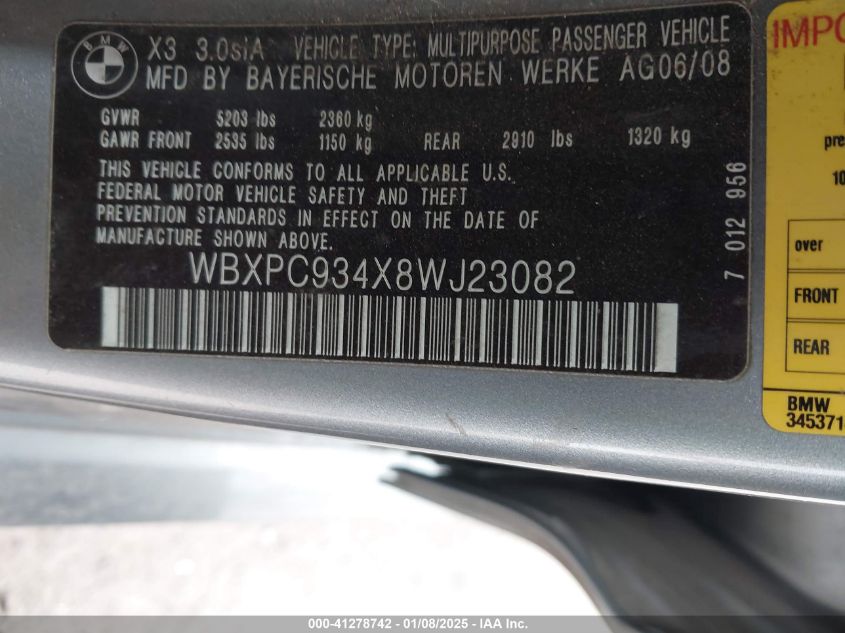 BMW
X3 3.0siA VEHICLE TYPE: MULTIPURPOSE PASSENGER VEHICLE
MFD BY BAYERISCHE MOTOREN WERKE AG06/08
GVWR 5203 lbs 2360 kg
GAWR FRONT 2535 lbs 1150 kg REAR 2910 lbs 1320 kg
THIS VEHICLE CONFORMS TO ALL APPLICABLE U.S.
FEDERAL MOTOR VEHICLE SAFETY AND THEFT
PREVENTION STANDARDS IN EFFECT ON THE DATE OF
MANUFACTURE SHOWN ABOVE.
WBXPC934X8WJ23082
7 012 956
IMPO
pre
10
over
FRONT
REAR
BMW
345371
000-41278742 - 01/08/2025 - IAA Inc.